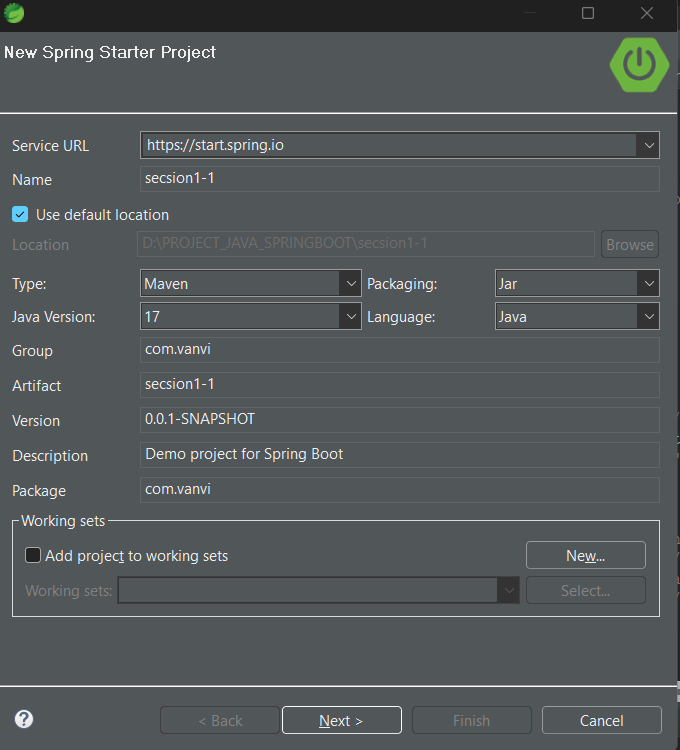 New Spring Starter Project
Service URL https://start.spring.io
Name secsion1-1
Use default location
Location D:\PROJECT_JAVA_SPRINGBOOT\secsion1-1 Browse
Type: Maven Packaging: Jar
Java Version: 17 Language: Java
Group com.vanvi
Artifact secsion1-1
Version 0.0.1-SNAPSHOT
Description Demo project for Spring Boot
Package com.vanvi
Working sets
Add project to working sets New...
Working sets: Select...
? < Back Next > Finish Cancel